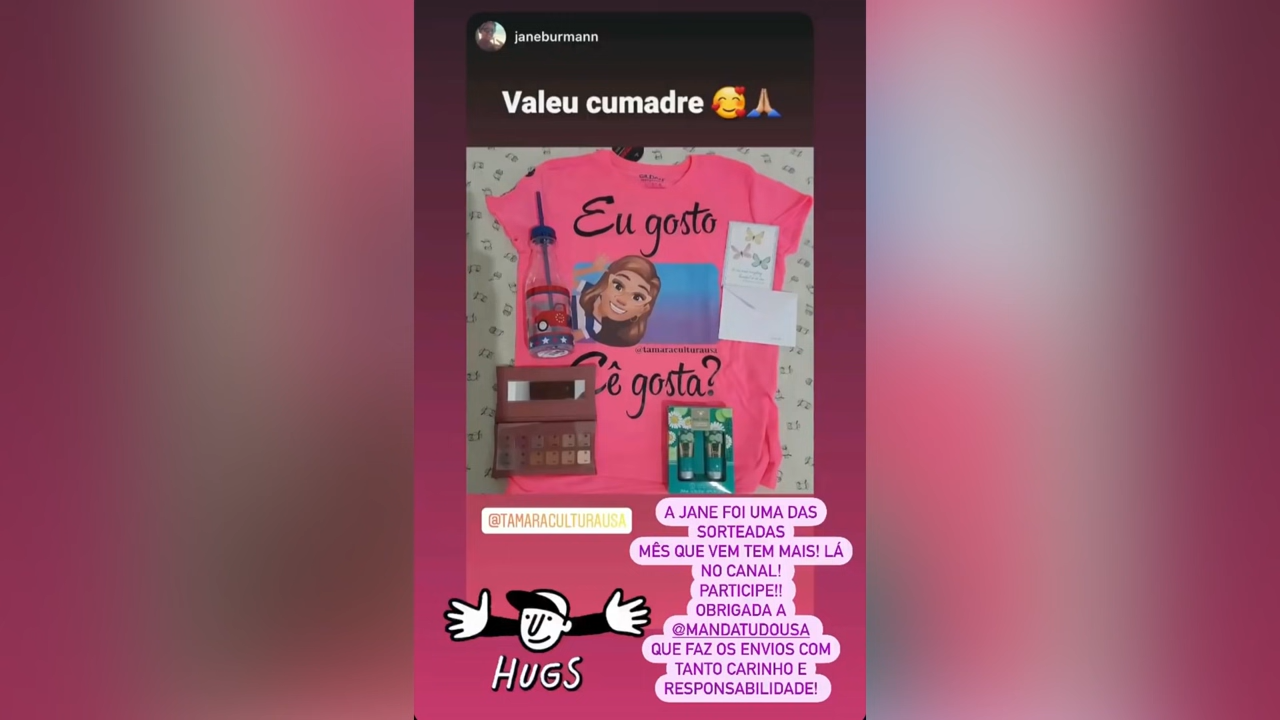 janeburmann
Valeu cumadre 🥰🙏🏼
Eu gosto
@tamaraculturausa
Cê gosta?
@TAMARACULTURAUSA
A JANE FOI UMA DAS
SORTEADAS
MÊS QUE VEM TEM MAIS! LÁ
NO CANAL!
PARTICIPE!!
OBRIGADA A
@MANDATUDOUSA
QUE FAZ OS ENVIOS COM
TANTO CARINHO E
RESPONSABILIDADE!
HUGS